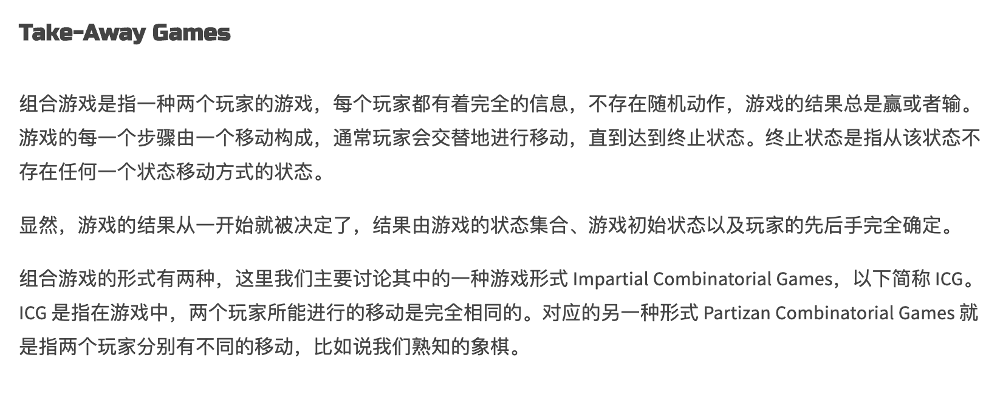 Take-Away Games
组合游戏是指一种两个玩家的游戏，每个玩家都有着完全的信息，不存在随机动作，游戏的结果总是赢或者输。
游戏的每一个步骤由一个移动构成，通常玩家会交替地进行移动，直到达到终止状态。终止状态是指从该状态不
存在任何一个状态移动方式的状态。
显然，游戏的结果从一开始就被决定了，结果由游戏的状态集合、游戏初始状态以及玩家的先后手完全确定。
组合游戏的形式有两种，这里我们主要讨论其中的一种游戏形式 Impartial Combinatorial Games，以下简称 ICG。
ICG 是指在游戏中，两个玩家所能进行的移动是完全相同的。对应的另一种形式 Partizan Combinatorial Games 就
是指两个玩家分别有不同的移动，比如说我们熟知的象棋。